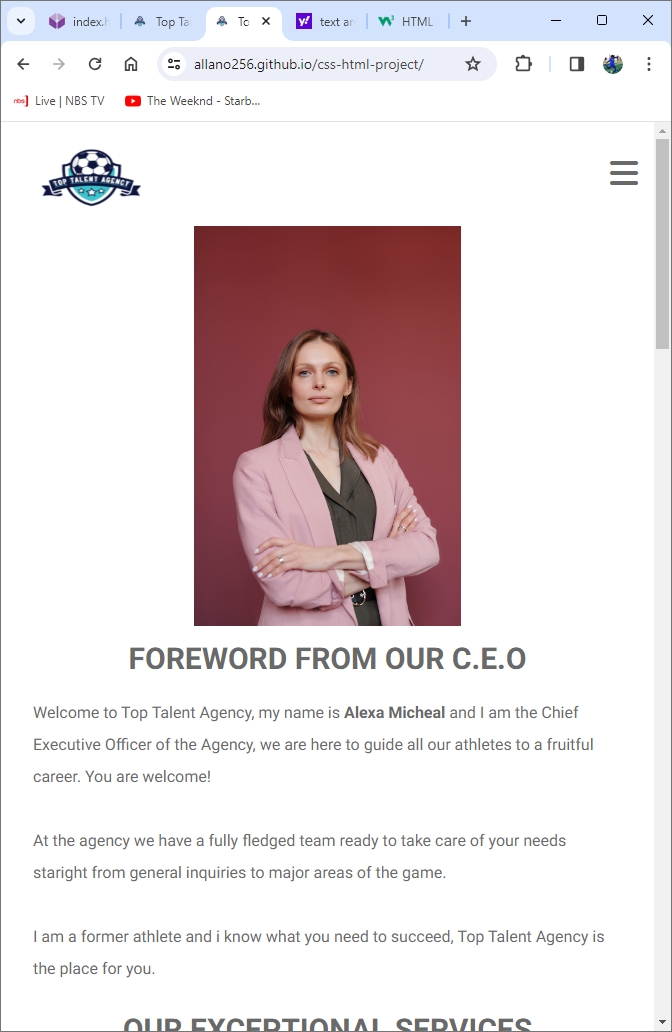 index.h
Top Ta
To
text an
HTML
allano256.github.io/css-html-project/
nbs Live | NBS TV
The Weeknd - Starb...
TOP TALENT AGENCY
FOREWORD FROM OUR C.E.O
Welcome to Top Talent Agency, my name is Alexa Micheal and I am the Chief
Executive Officer of the Agency, we are here to guide all our athletes to a fruitful
career. You are welcome!
At the agency we have a fully fledged team ready to take care of your needs
staright from general inquiries to major areas of the game.
I am a former athlete and i know what you need to succeed, Top Talent Agency is
the place for you.
OUR EXCEPTIONAL SERVICES